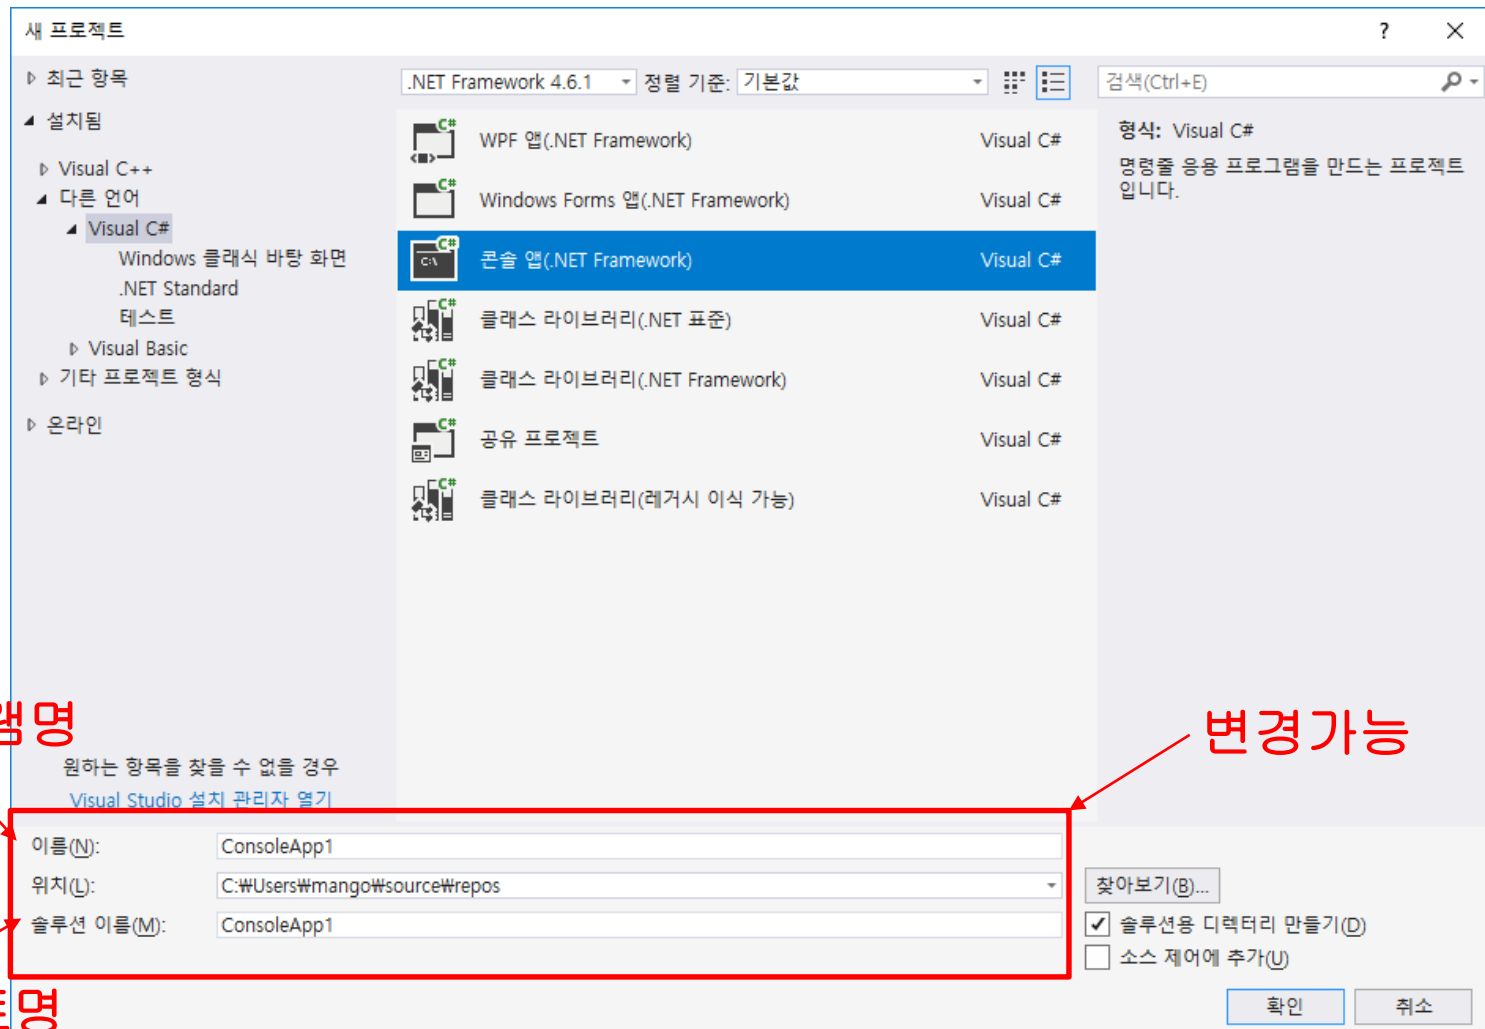 새 프로젝트
?
최근 항목
설치됨
Visual C++
다른 언어
Visual C#
Windows 클래식 바탕 화면
.NET Standard
테스트
Visual Basic
기타 프로젝트 형식
온라인
원하는 항목을 찾을 수 없을 경우
Visual Studio 설치 관리자 열기
.NET Framework 4.6.1 정렬 기준: 기본값
WPF 앱(.NET Framework) Visual C#
Windows Forms 앱(.NET Framework) Visual C#
콘솔 앱(.NET Framework) Visual C#
클래스 라이브러리(.NET 표준) Visual C#
클래스 라이브러리(.NET Framework) Visual C#
공유 프로젝트 Visual C#
클래스 라이브러리(레거시 이식 가능) Visual C#
검색(Ctrl+E)
형식: Visual C#
명령줄 응용 프로그램을 만드는 프로젝트
입니다.
변경가능
이름(N): ConsoleApp1
위치(L): C:₩Users₩mango₩source₩repos
찾아보기(B)...
솔루션 이름(M): ConsoleApp1
솔루션용 디렉터리 만들기(D)
소스 제어에 추가(U)
확인 취소